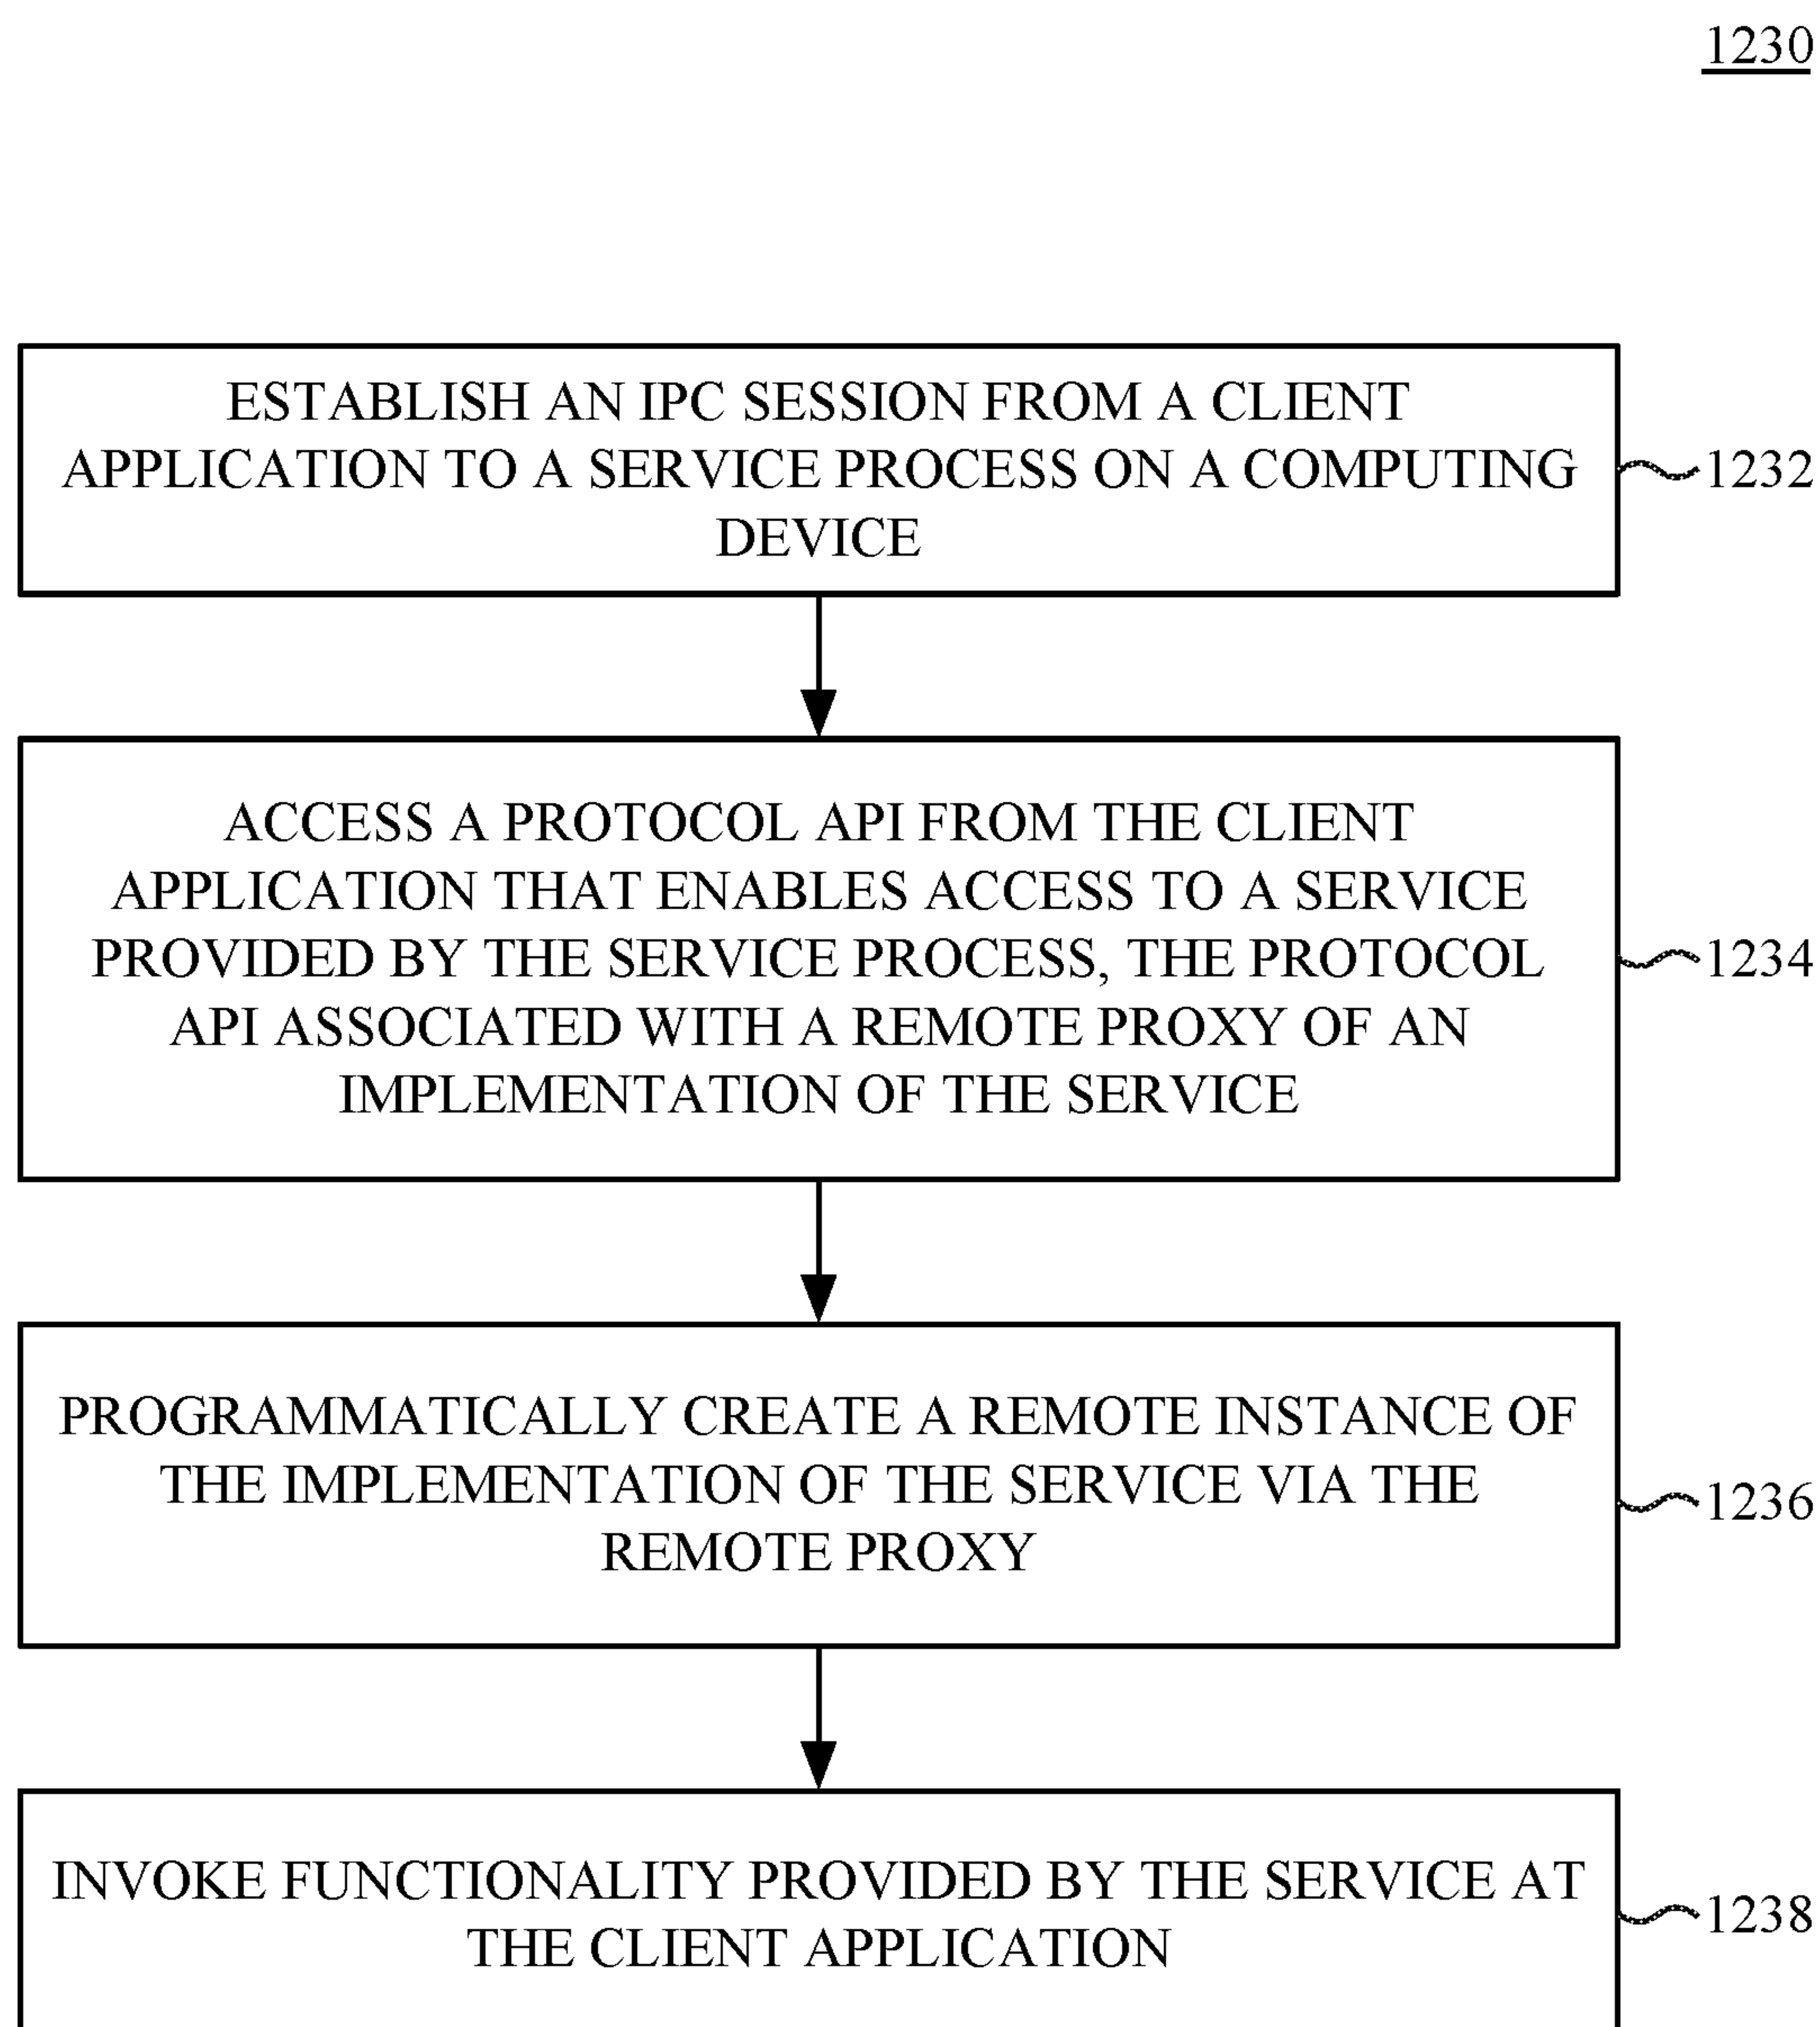 1230
ESTABLISH AN IPC SESSION FROM A CLIENT
APPLICATION TO A SERVICE PROCESS ON A COMPUTING
DEVICE
1232
ACCESS A PROTOCOL API FROM THE CLIENT
APPLICATION THAT ENABLES ACCESS TO A SERVICE
PROVIDED BY THE SERVICE PROCESS, THE PROTOCOL
API ASSOCIATED WITH A REMOTE PROXY OF AN
IMPLEMENTATION OF THE SERVICE
1234
PROGRAMMATICALLY CREATE A REMOTE INSTANCE OF
THE IMPLEMENTATION OF THE SERVICE VIA THE
REMOTE PROXY
1236
INVOKE FUNCTIONALITY PROVIDED BY THE SERVICE AT
THE CLIENT APPLICATION
1238